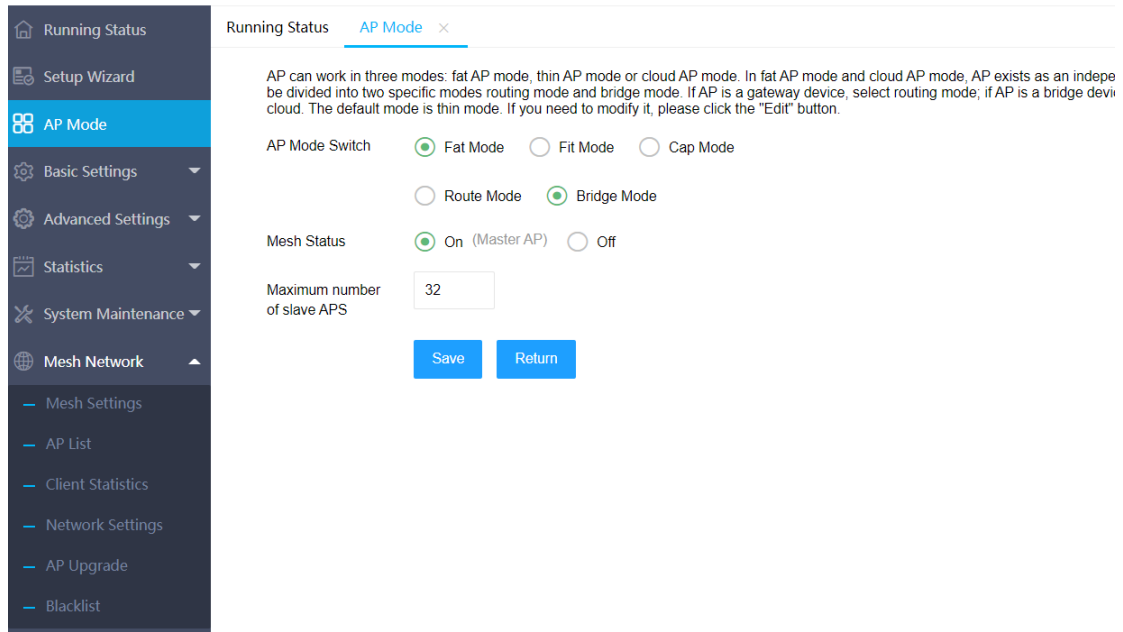 Running Status
Setup Wizard
AP Mode
Basic Settings
Advanced Settings
Statistics
System Maintenance
Mesh Network
Mesh Settings
AP List
Client Statistics
Network Settings
AP Upgrade
Blacklist
Running Status AP Mode
AP can work in three modes: fat AP mode, thin AP mode or cloud AP mode. In fat AP mode and cloud AP mode, AP exists as an indepe
be divided into two specific modes routing mode and bridge mode. If AP is a gateway device, select routing mode; if AP is a bridge devi
cloud. The default mode is thin mode. If you need to modify it, please click the "Edit" button.
AP Mode Switch Fat Mode Fit Mode Cap Mode
Route Mode Bridge Mode
Mesh Status On (Master AP) Off
Maximum number 32
of slave APS
Save Return